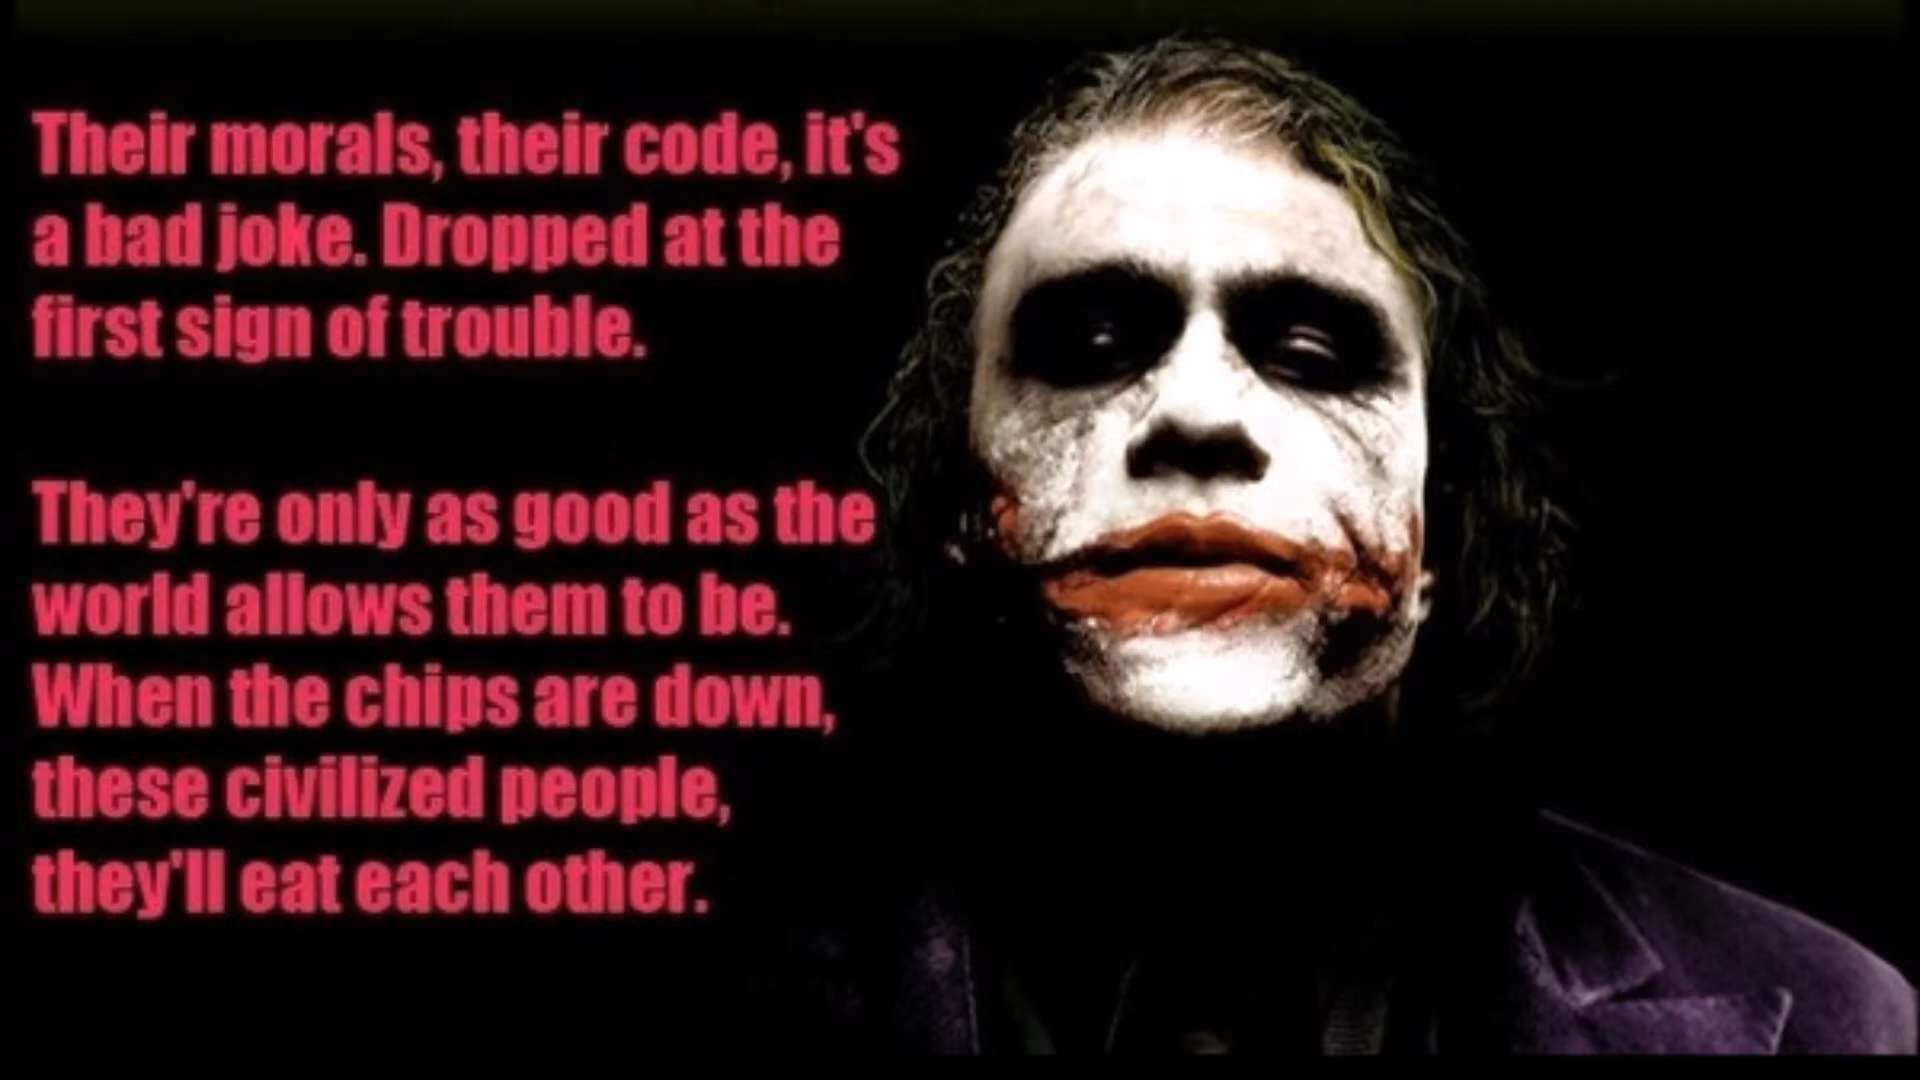 Their morals, their code, it's
a bad joke. Dropped at the
first sign of trouble.
They're only as good as the
world allows them to be.
When the chips are down,
these civilized people,
they'll eat each other.